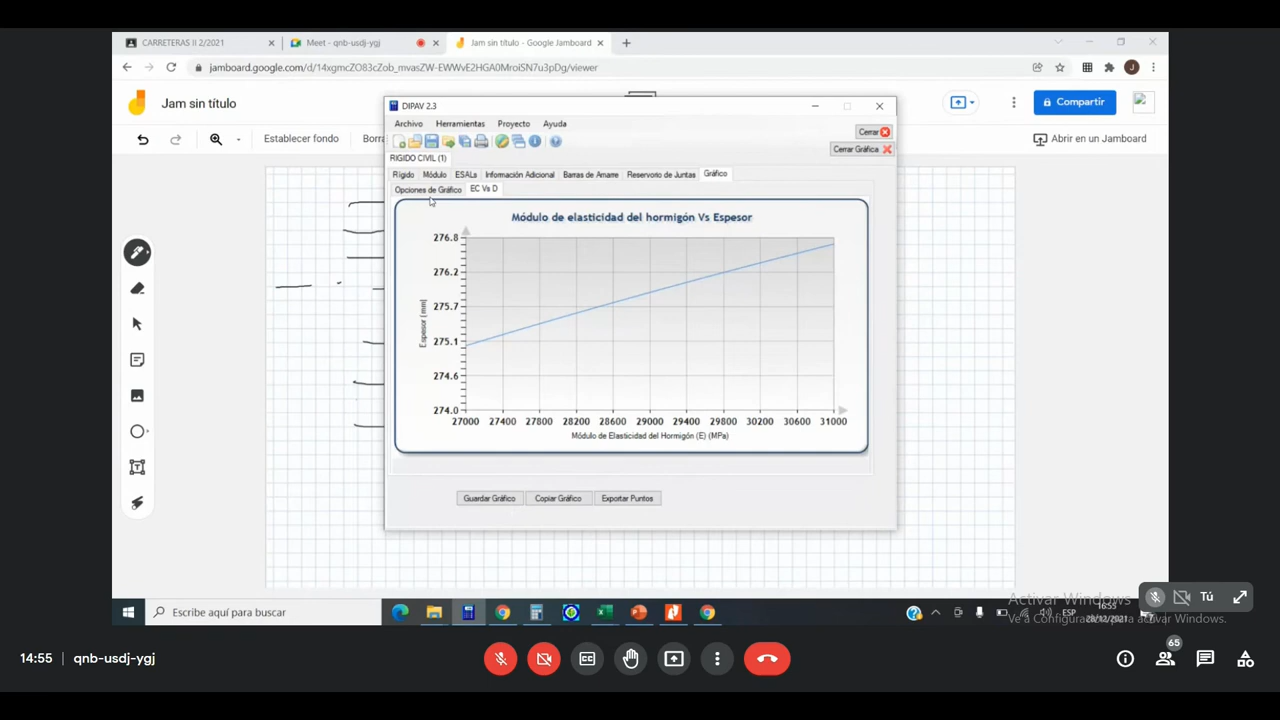 CARRETERAS II 2/2021
Meet - qnb-usdj-ygj
Jam sin título - Google Jamboard
jamboard.google.com/d/14xgmcZO83cZob_mvasZW-EWWvE2HGA0MroiSN7u3pDg/viewer
Jam sin título
Compartir
Establecer fondo
Borra
Abrir en un Jamboard
DIPAV 2.3
Archivo Herramientas Proyecto Ayuda
Cerrar
Cerrar Gráfica
RIGIDO CIVIL (1)
Rígido Módulo ESALs Información Adicional Barras de Amarre Reservorio de Juntas Gráfico
Opciones de Gráfico EC Vs D
Módulo de elasticidad del hormigón Vs Espesor
276.8
276.2
275.7
275.1
274.6
274.0
Espesor (mm)
27000 27400 27800 28200 28600 29000 29400 29800 30200 30600 31000
Módulo de Elasticidad del Hormigón (E) (MPa)
Guardar Gráfico Copiar Gráfico Exportar Puntos
Activar Windows
Ve a Configuración para activar Windows.
Escribe aquí para buscar
ESP
16:55
28/12/2021
Tú
14:55 | qnb-usdj-ygj
65